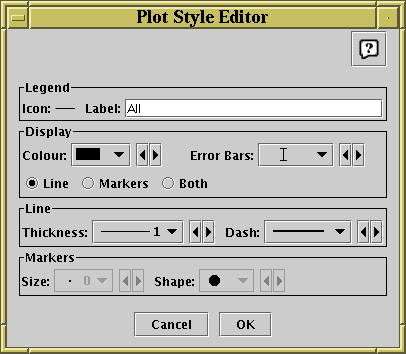 Plot Style Editor
?
Legend
Icon: Label: All
Display
Colour: Error Bars:
Line Markers Both
Line
Thickness: 1 Dash:
Markers
Size: 0 Shape:
Cancel OK